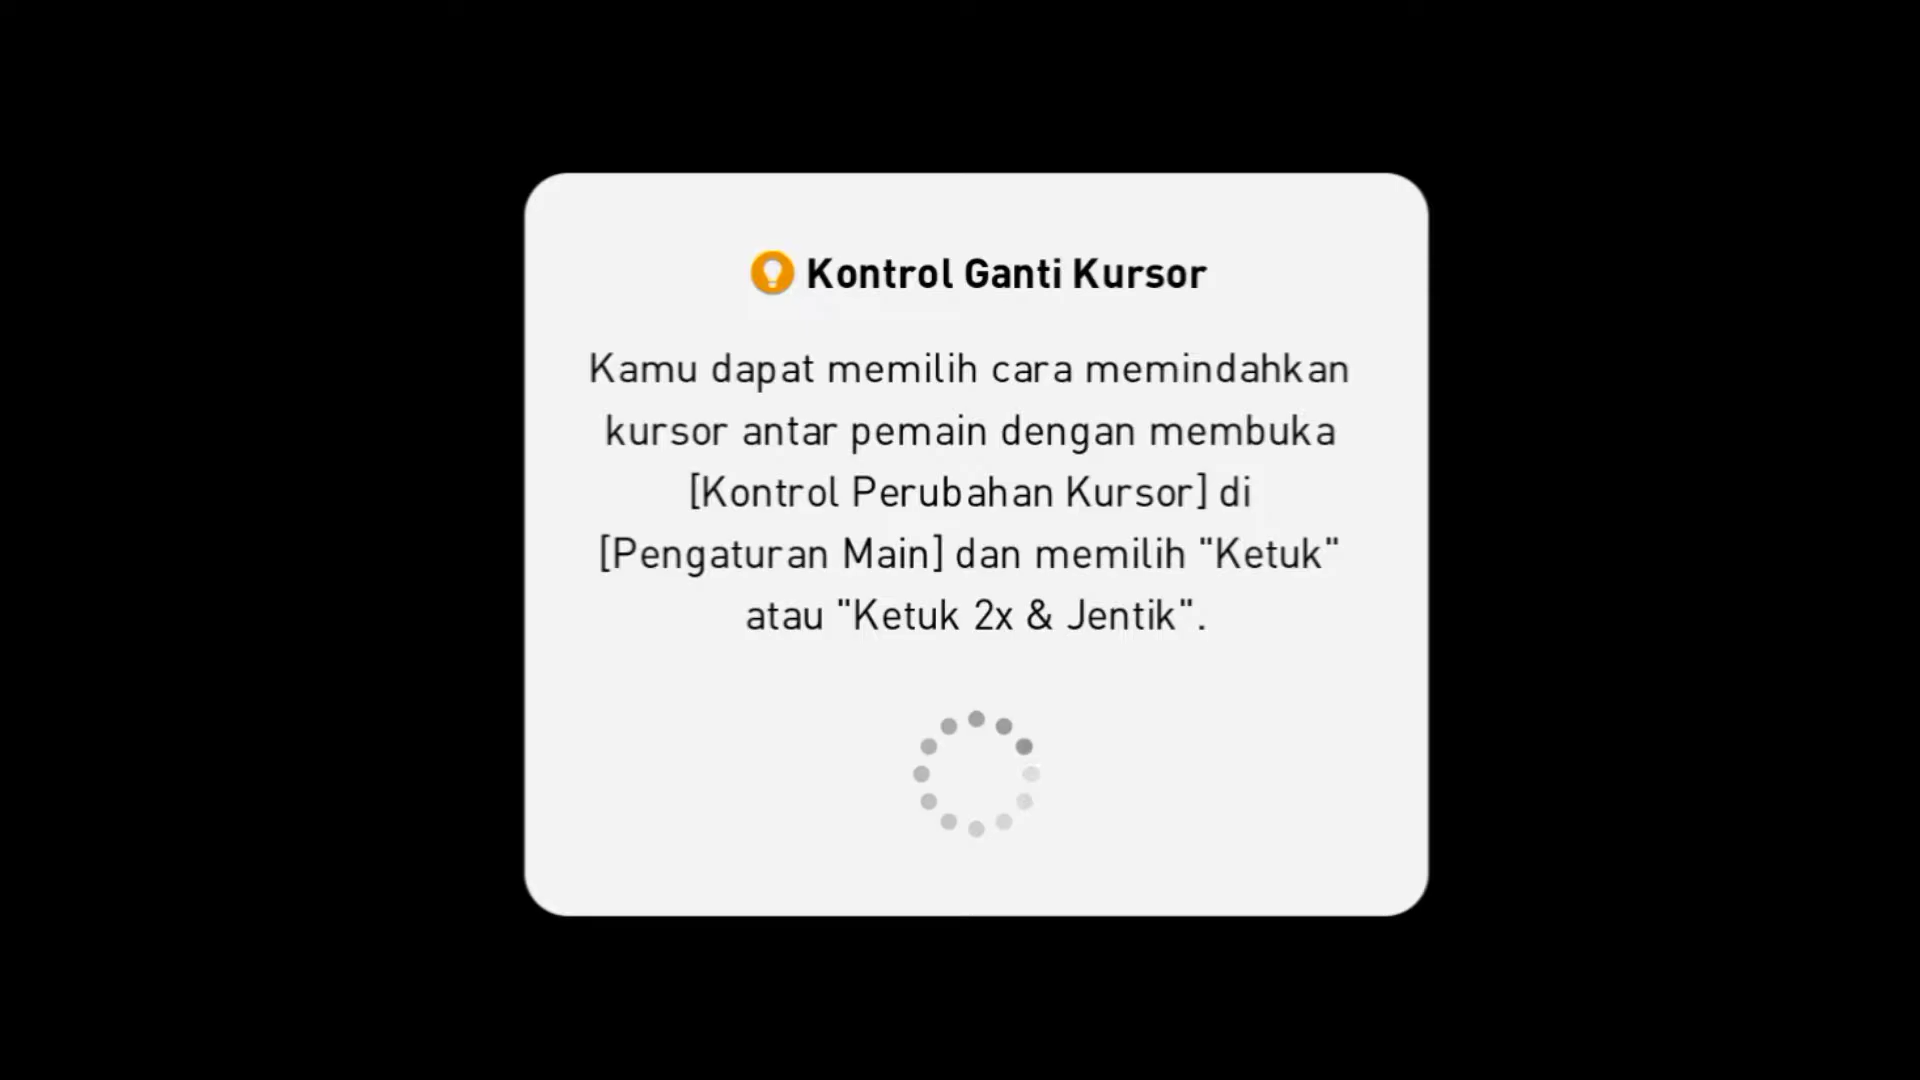 Kontrol Ganti Kursor
Kamu dapat memilih cara memindahkan
kursor antar pemain dengan membuka
[Kontrol Perubahan Kursor] di
[Pengaturan Main] dan memilih "Ketuk"
atau "Ketuk 2x & Jentik".